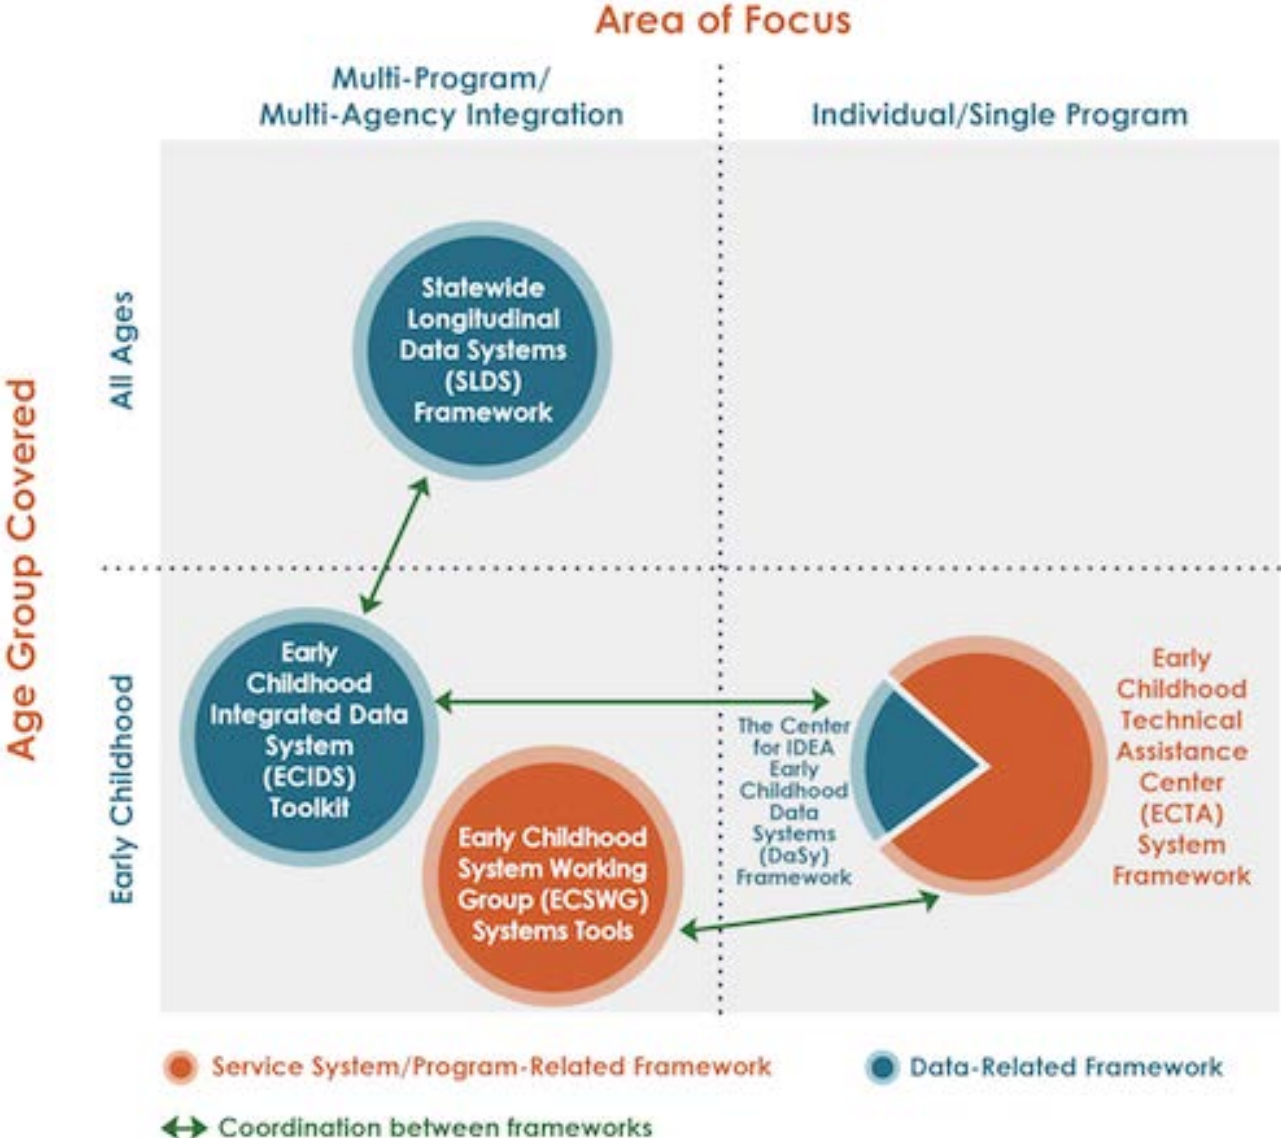 Area of Focus
Multi-Program/
Multi-Agency Integration
Individual/Single Program
Age Group Covered
All Ages
Early Childhood
Statewide
Longitudinal
Data Systems
(SLDS)
Framework
Early
Childhood
Integrated Data
System
(ECIDS)
Toolkit
Early Childhood
System Working
Group (ECSWG)
Systems Tools
The Center
for IDEA
Early
Childhood
Data
Systems
(DaSy)
Framework
Early
Childhood
Technical
Assistance
Center
(ECTA)
System
Framework
Service System/Program-Related Framework
Data-Related Framework
Coordination between frameworks